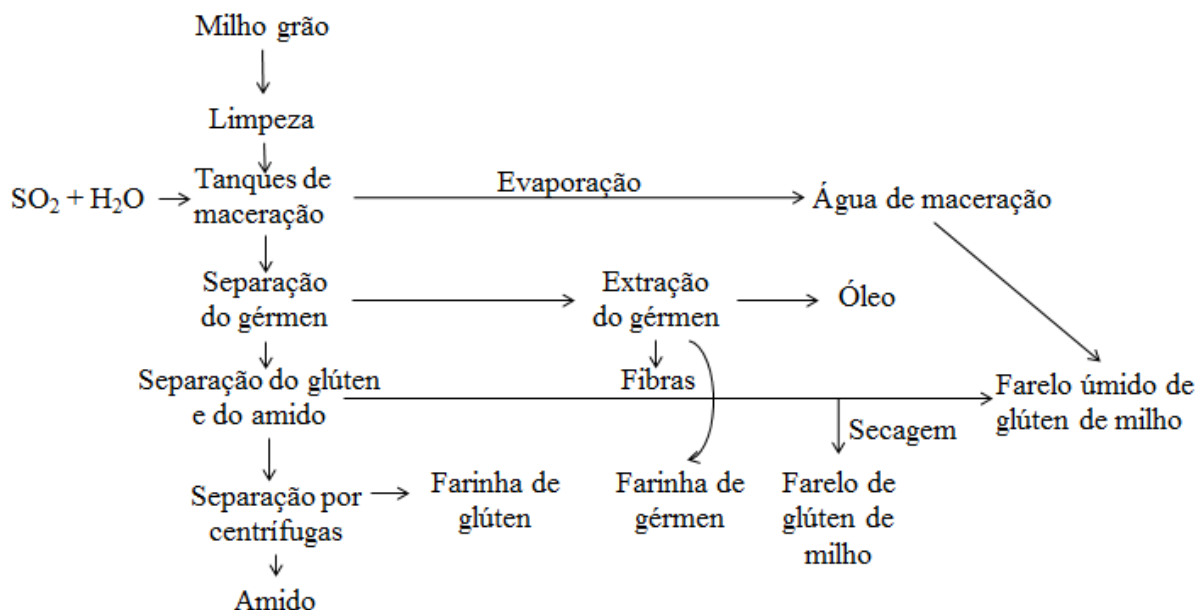 Milho grão
Limpeza
SO₂ + H₂O
Tanques de
maceração
Evaporação
Água de maceração
Separação
do gérmen
Extração
do gérmen
Óleo
Separação do glúten
e do amido
Fibras
Farelo úmido de
glúten de milho
Secagem
Separação por
centrífugas
Farinha de
glúten
Farinha de
gérmen
Farelo de
glúten de
milho
Amido